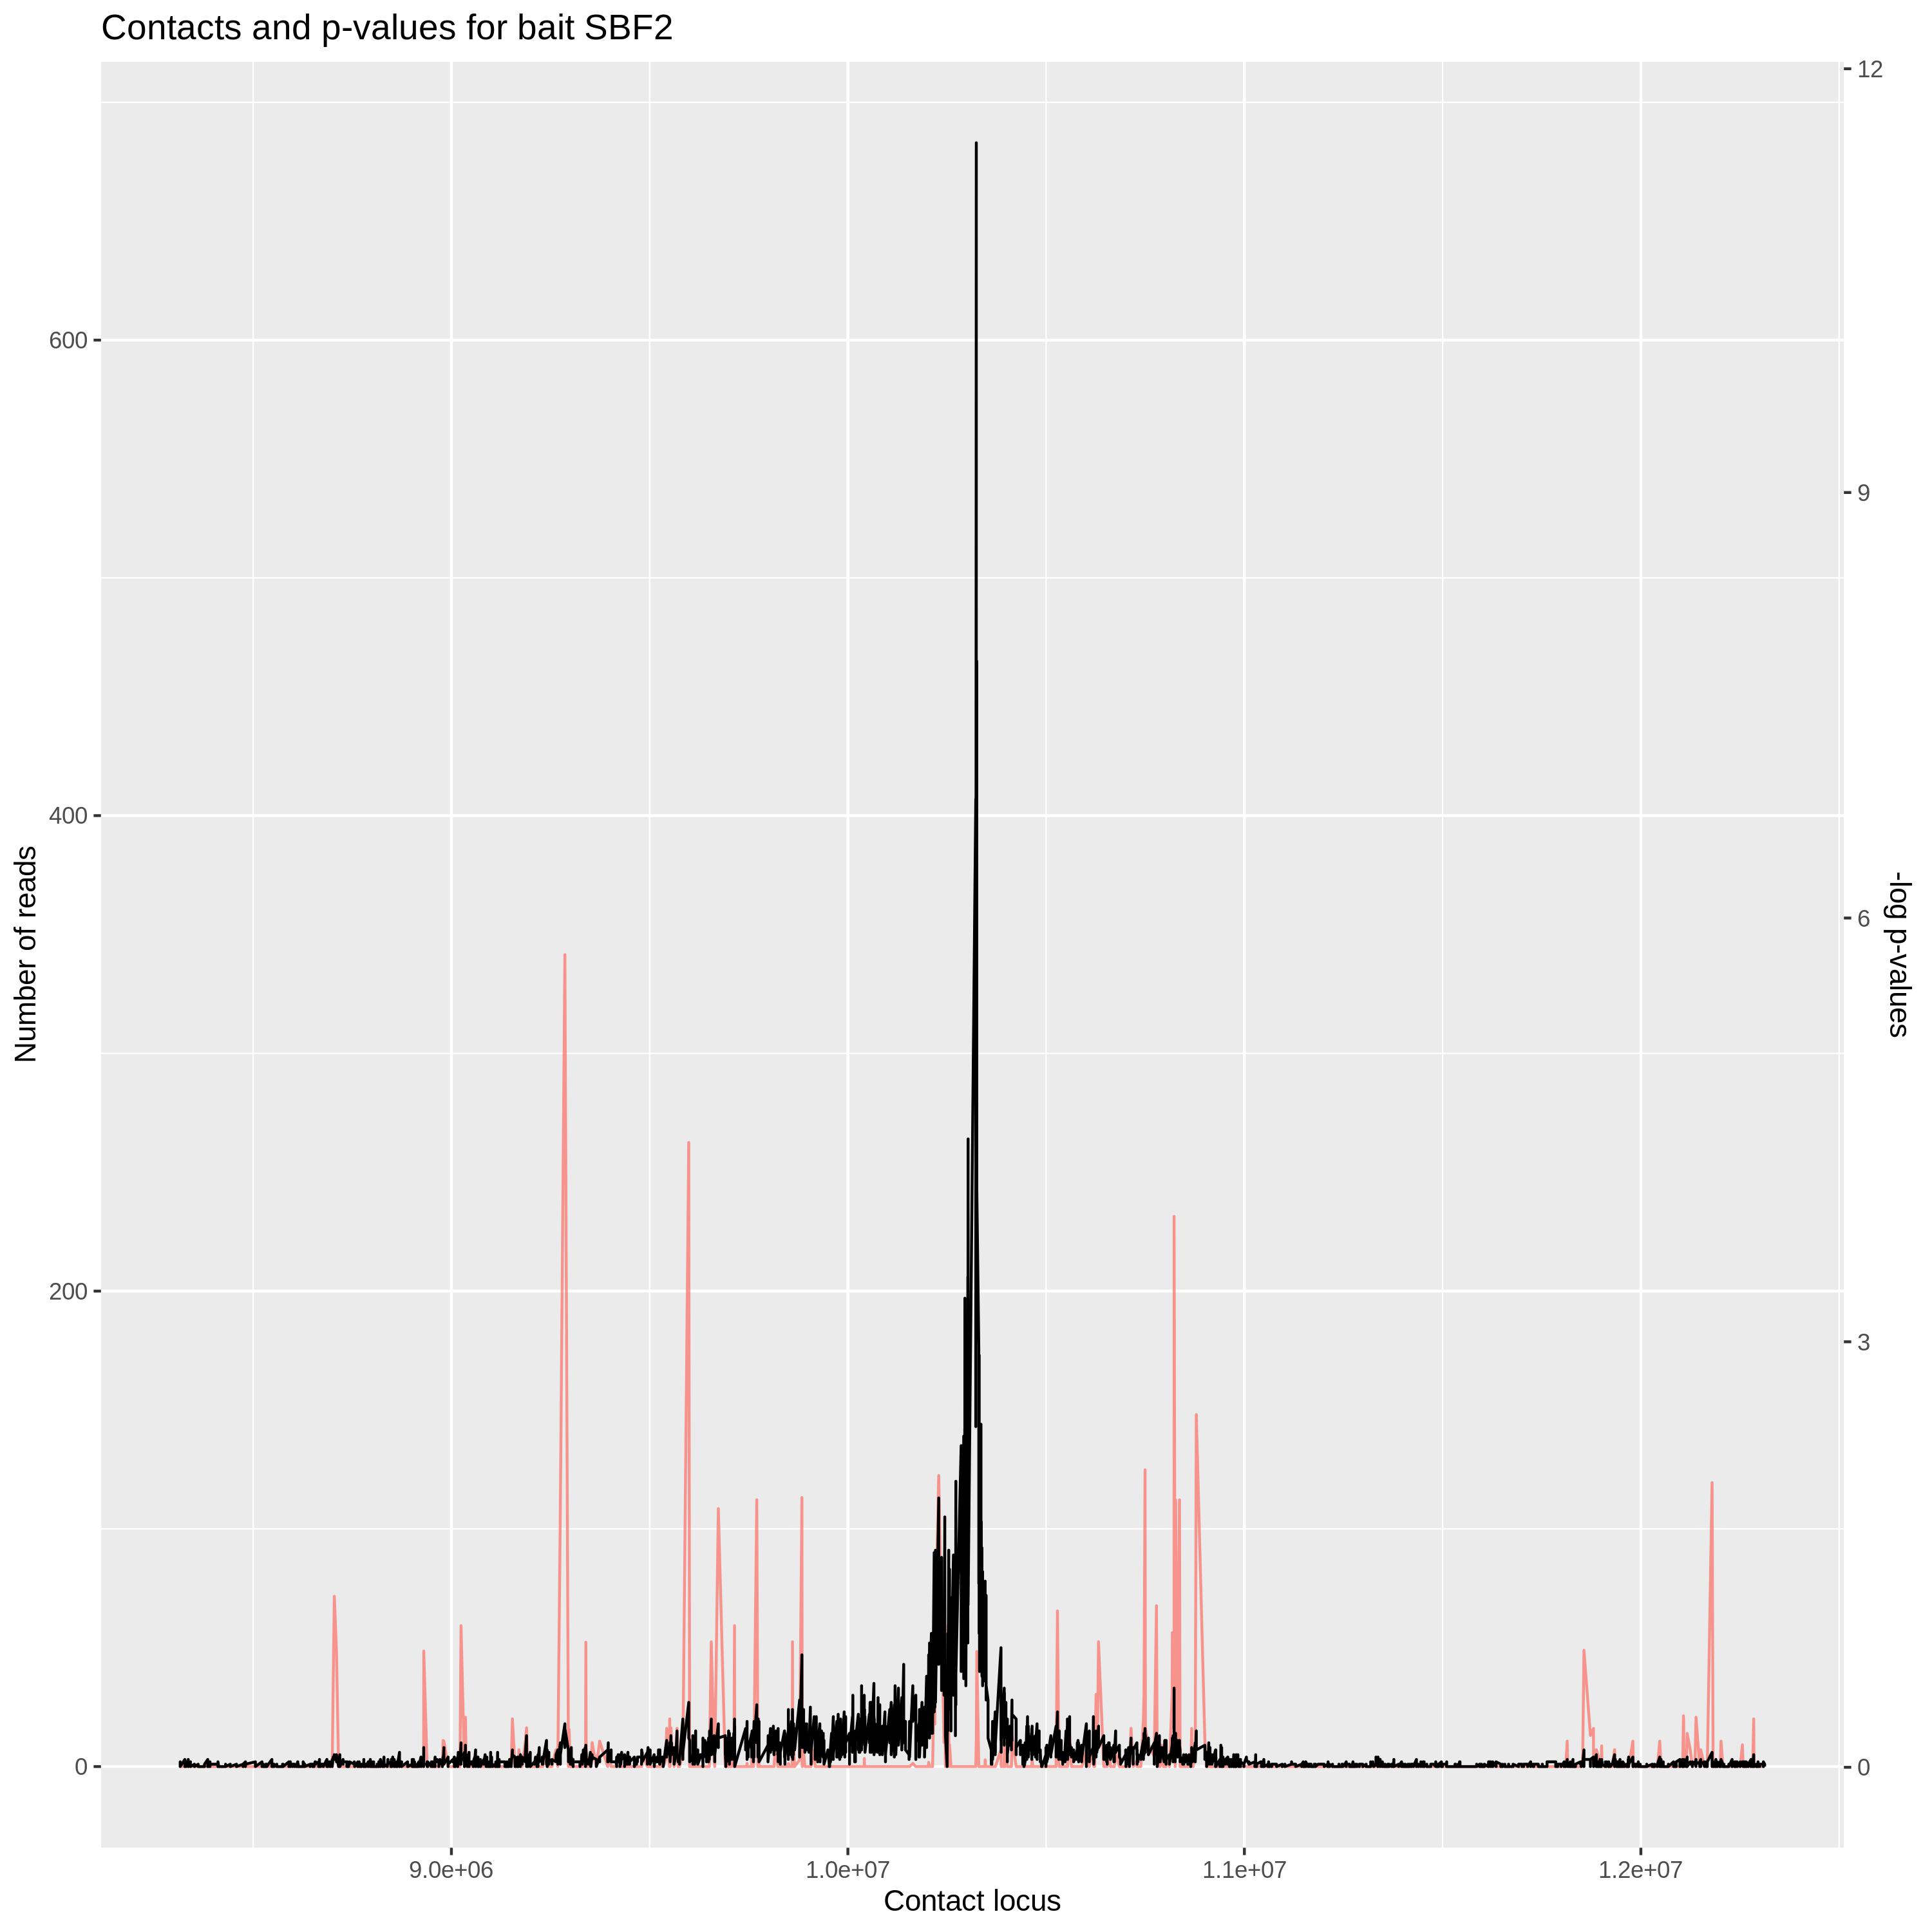 Contacts and p-values for bait SBF2
12
9
6
3
0
600
400
200
0
Number of reads
-log p-values
9.0e+06
1.0e+07
1.1e+07
1.2e+07
Contact locus